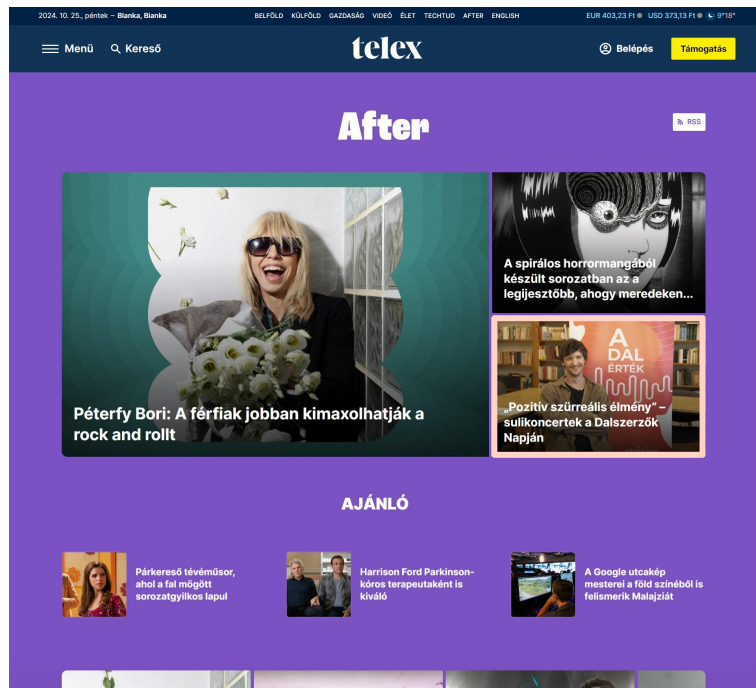 2024. 10. 25., péntek – Blanka, Bianka
BELFÖLD KÜLFÖLD GAZDASÁG VIDEÓ ÉLET TECHTUD AFTER ENGLISH
EUR 403,23 Ft USD 373,13 Ft 9°18°
Menü
Kereső
telex
Belépés
Támogatás
After
RSS
A spirálos horrormangából
készült sorozatban az a
legijesztőbb, ahogy meredeken...
Péterfy Bori: A férfiak jobban kimaxolhatják a
rock and rollt
A
DAL
ÉRTÉK
„Pozitív szürreális élmény” –
sulikoncertek a Dalszerzők
Napján
AJÁNLÓ
Párkereső tévéműsor,
ahol a fal mögött
sorozatgyilkos lapul
Harrison Ford Parkinson-
kóros terapeutaként is
kiváló
A Google utcakép
mesterei a föld színéből is
felismerik Malajziát